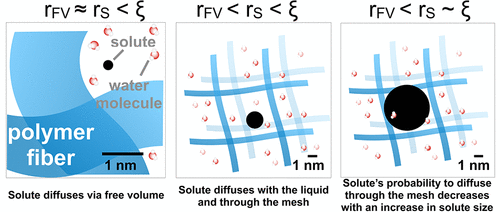 rFV ≈ rS < ξ
solute
water
molecule
polymer
fiber
1 nm
Solute diffuses via free volume
rFV < rS < ξ
1 nm
Solute diffuses with the liquid
and through the mesh
rFV < rS ~ ξ
1 nm
Solute's probability to diffuse
through the mesh decreases
with an increase in solute size